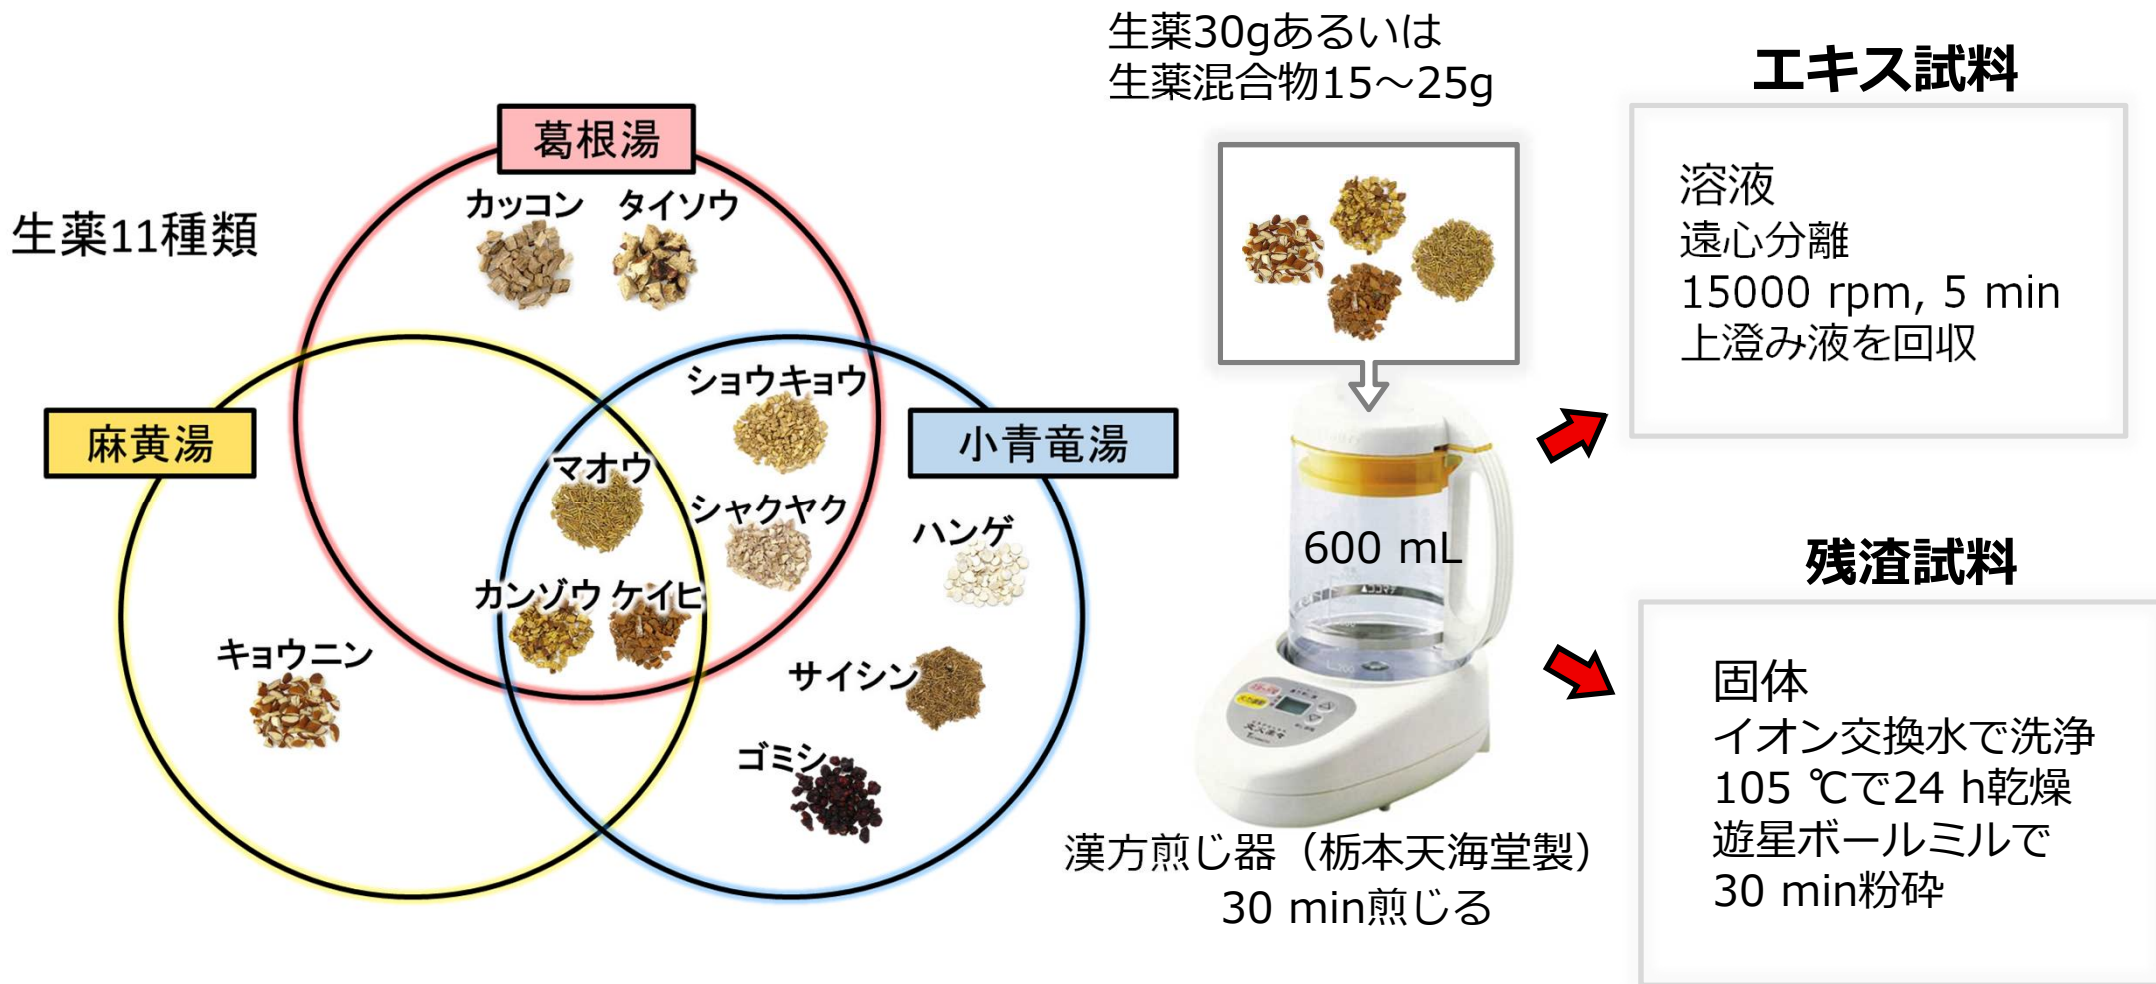 生薬11種類
葛根湯
カッコン
タイソウ
麻黄湯
小青竜湯
ショウキョウ
マオウ
シャクヤク
カンゾウ
ケイヒ
ハンゲ
キョウニン
サイシン
ゴミシ
生薬30gあるいは
生薬混合物15～25g
600 mL
漢方煎じ器（栃本天海堂製）
30 min煎じる
エキス試料
溶液
遠心分離
15000 rpm, 5 min
上澄み液を回収
残渣試料
固体
イオン交換水で洗浄
105 ℃で24 h乾燥
遊星ボールミルで
30 min粉砕